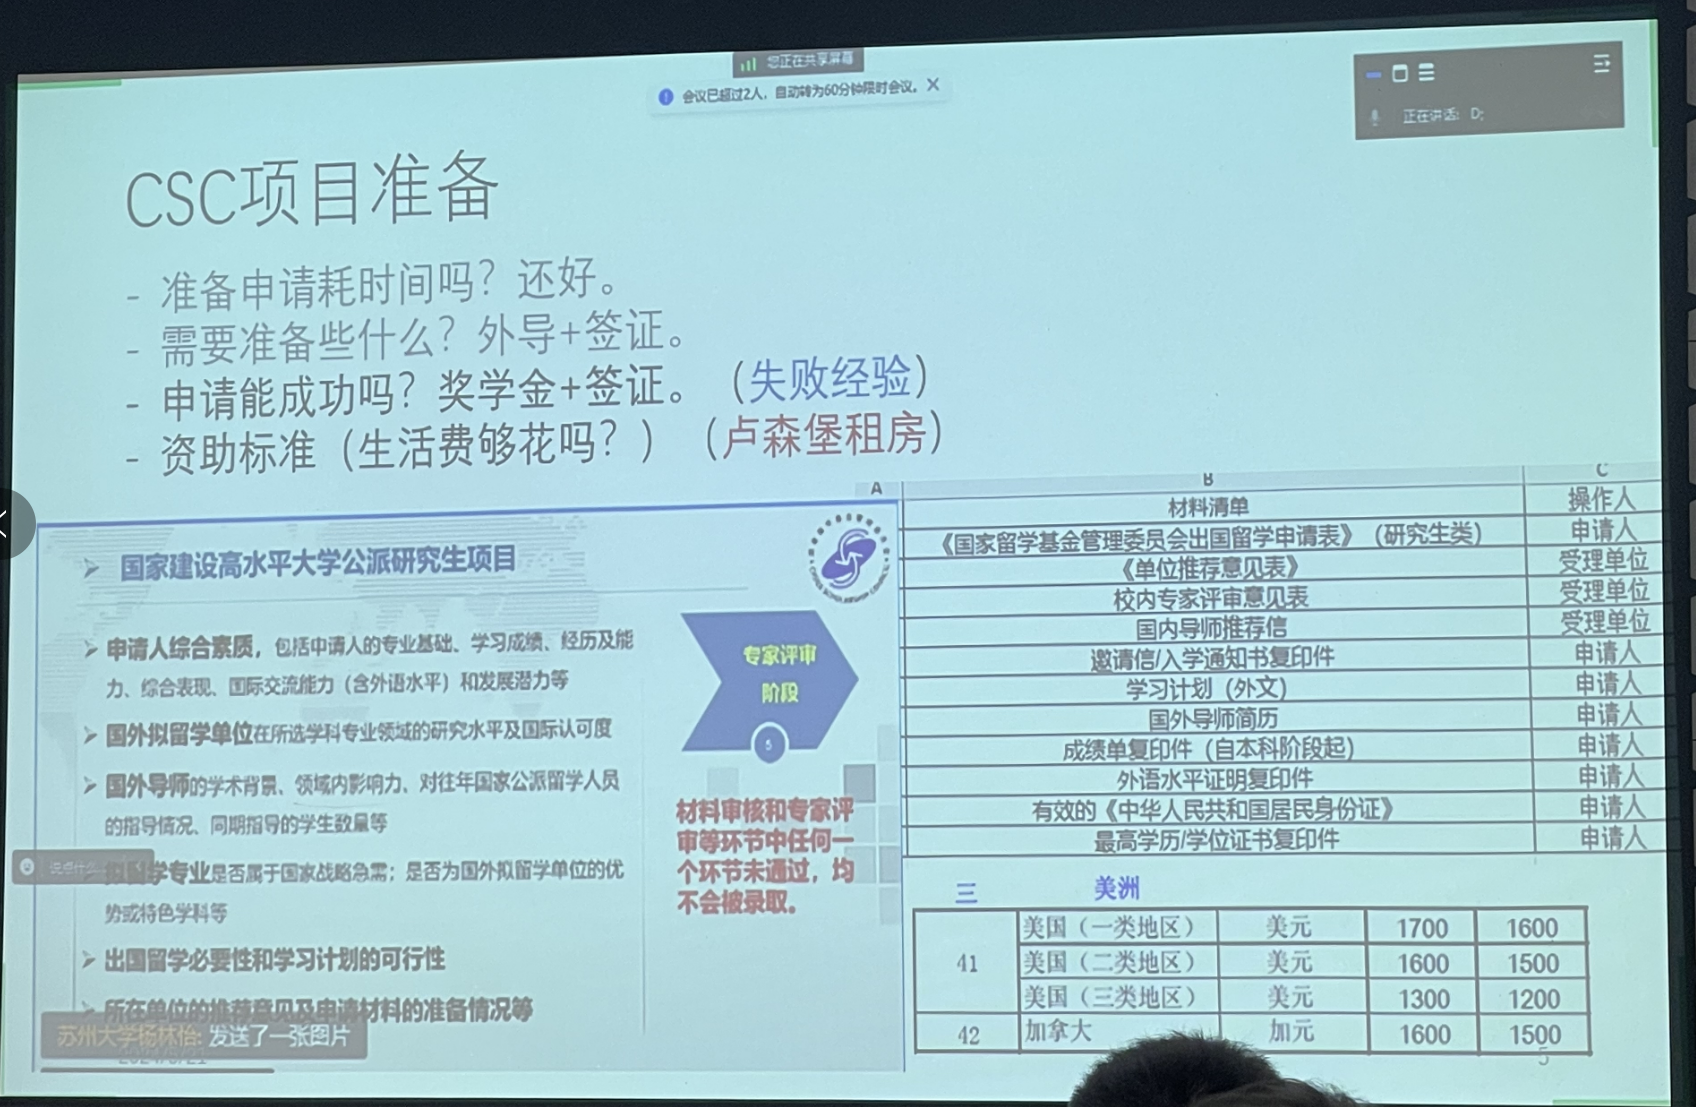 您正在共享屏幕
会议已超过2人，自动转为60分钟限时会议。
正在讲话: D;
CSC项目准备
- 准备申请耗时间吗？还好。
- 需要准备些什么？外导+签证。
- 申请能成功吗？奖学金+签证。（失败经验）
- 资助标准（生活费够花吗？）（卢森堡租房）
国家建设高水平大学公派研究生项目
申请人综合素质，包括申请人的专业基础、学习成绩、经历及能
力、综合表现、国际交流能力（含外语水平）和发展潜力等
国外拟留学单位在所选学科专业领域的研究水平及国际认可度
国外导师的学术背景、领域内影响力、对往年国家公派留学人员
的指导情况、同期指导的学生数量等
学专业是否属于国家战略急需；是否为国外拟留学单位的优
势或特色学科等
出国留学必要性和学习计划的可行性
所在单位的推荐意见及申请材料的准备情况等
苏州大学杨林怡: 发送了一张图片
专家评审
阶段
5
材料审核和专家评
审等环节中任何一
个环节未通过，均
不会被录取。
A B C
材料清单 操作人
《国家留学基金管理委员会出国留学申请表》（研究生类） 申请人
《单位推荐意见表》 受理单位
校内专家评审意见表 受理单位
国内导师推荐信 受理单位
邀请信/入学通知书复印件 申请人
学习计划（外文） 申请人
国外导师简历 申请人
成绩单复印件（自本科阶段起） 申请人
外语水平证明复印件 申请人
有效的《中华人民共和国居民身份证》 申请人
最高学历/学位证书复印件 申请人
三 美洲
41 美国（一类地区） 美元 1700 1600
美国（二类地区） 美元 1600 1500
美国（三类地区） 美元 1300 1200
42 加拿大 加元 1600 1500
5